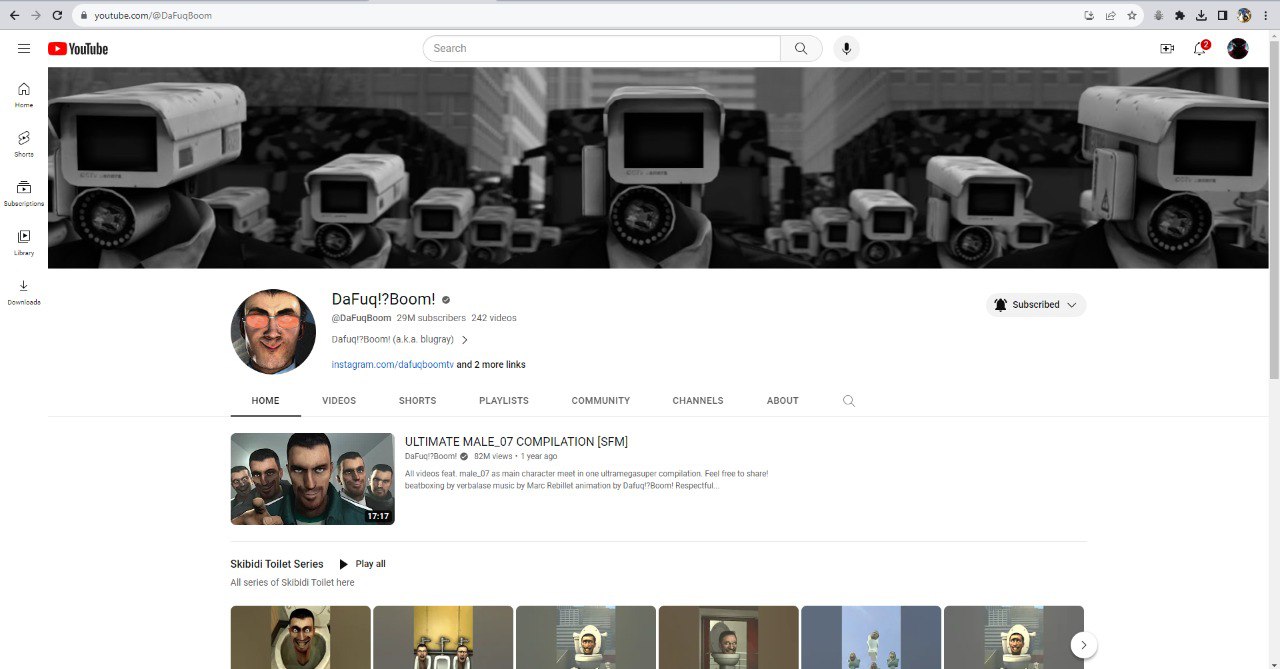 youtube.com/@DaFuqBoom
YouTube
Search
2
Home
Shorts
Subscriptions
Library
Downloads
DaFuq!?Boom!
@DaFuqBoom 29M subscribers 242 videos
Dafuq!?Boom! (a.k.a. blugray)
instagram.com/dafuqboomtv and 2 more links
Subscribed
HOME VIDEOS SHORTS PLAYLISTS COMMUNITY CHANNELS ABOUT
17:17
ULTIMATE MALE_07 COMPILATION [SFM]
DaFuq!?Boom! 82M views • 1 year ago
All videos feat. male_07 as main character meet in one ultramegasuper compilation. Feel free to share!
beatboxing by verbalase music by Marc Rebillet animation by Dafuq!?Boom! Respectful...
Skibidi Toilet Series Play all
All series of Skibidi Toilet here